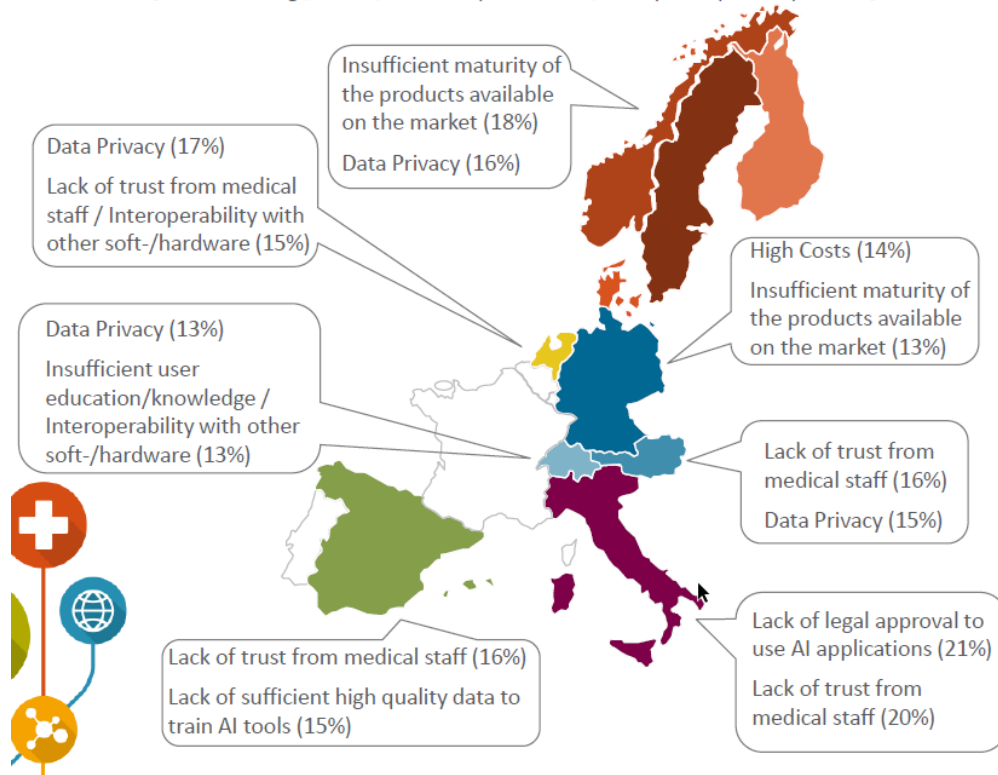 Insufficient maturity of
the products available
on the market (18%)
Data Privacy (16%)
Data Privacy (17%)
Lack of trust from medical
staff / Interoperability with
other soft-/hardware (15%)
High Costs (14%)
Insufficient maturity of
the products available
on the market (13%)
Data Privacy (13%)
Insufficient user
education/knowledge /
Interoperability with other
soft-/hardware (13%)
Lack of trust from
medical staff (16%)
Data Privacy (15%)
Lack of legal approval to
use AI applications (21%)
Lack of trust from
medical staff (20%)
Lack of trust from medical staff (16%)
Lack of sufficient high quality data to
train AI tools (15%)